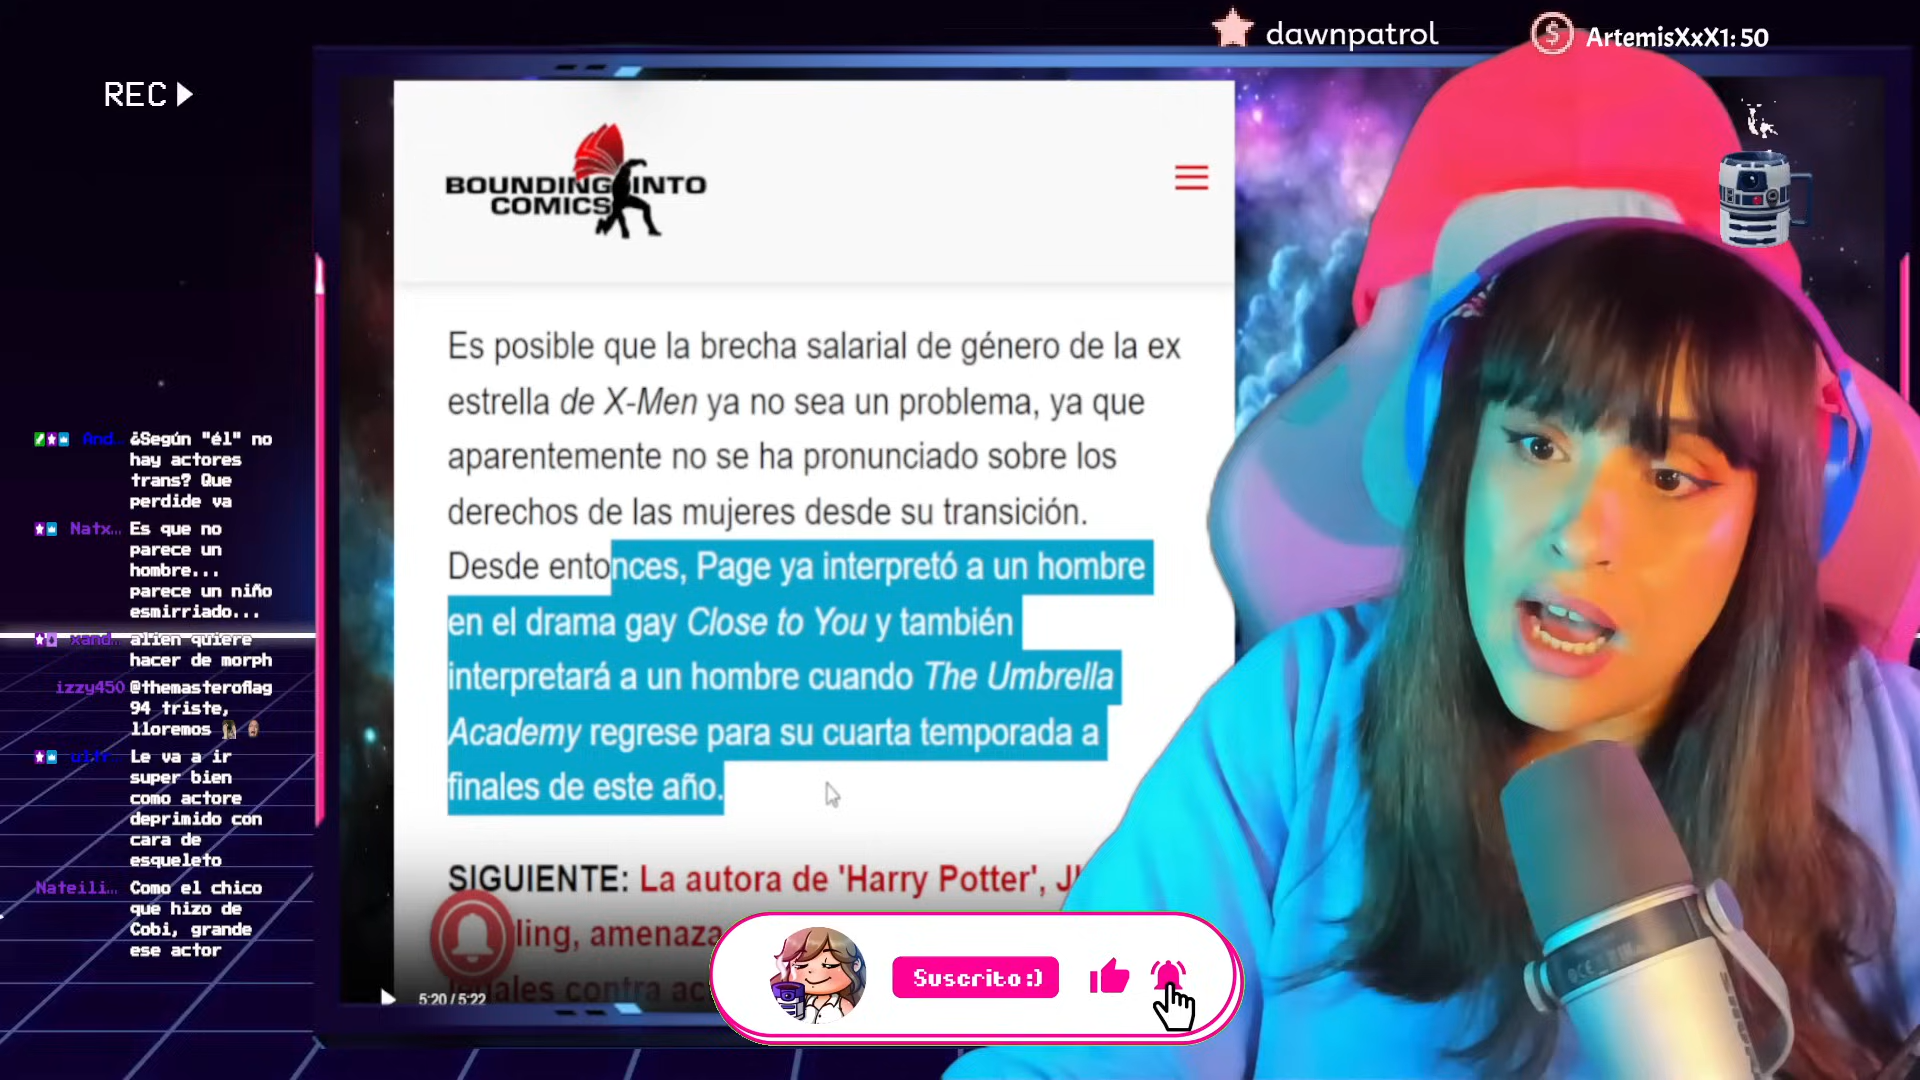 REC
dawnpatrol
ArtemisXxX1: 50
BOUNDING INTO
COMICS
Es posible que la brecha salarial de género de la ex
estrella de X-Men ya no sea un problema, ya que
aparentemente no se ha pronunciado sobre los
derechos de las mujeres desde su transición.
Desde entonces, Page ya interpretó a un hombre
en el drama gay Close to You y también
interpretará a un hombre cuando The Umbrella
Academy regrese para su cuarta temporada a
finales de este año.
SIGUIENTE: La autora de 'Harry Potter',
ling, amenaza
contra
5:20 / 5:22
Suscrito :)
And... ¿Según "él" no
hay actores
trans? Que
perdide va
Natx... Es que no
parece un
hombre...
parece un niño
esmirriado...
xand... alien quiere
hacer de morph
izzy450 @themasteroflag
94 triste,
lloremos
Le va a ir
super bien
como actore
deprimido con
cara de
esqueleto
Nateili... Como el chico
que hizo de
Cobi, grande
ese actor